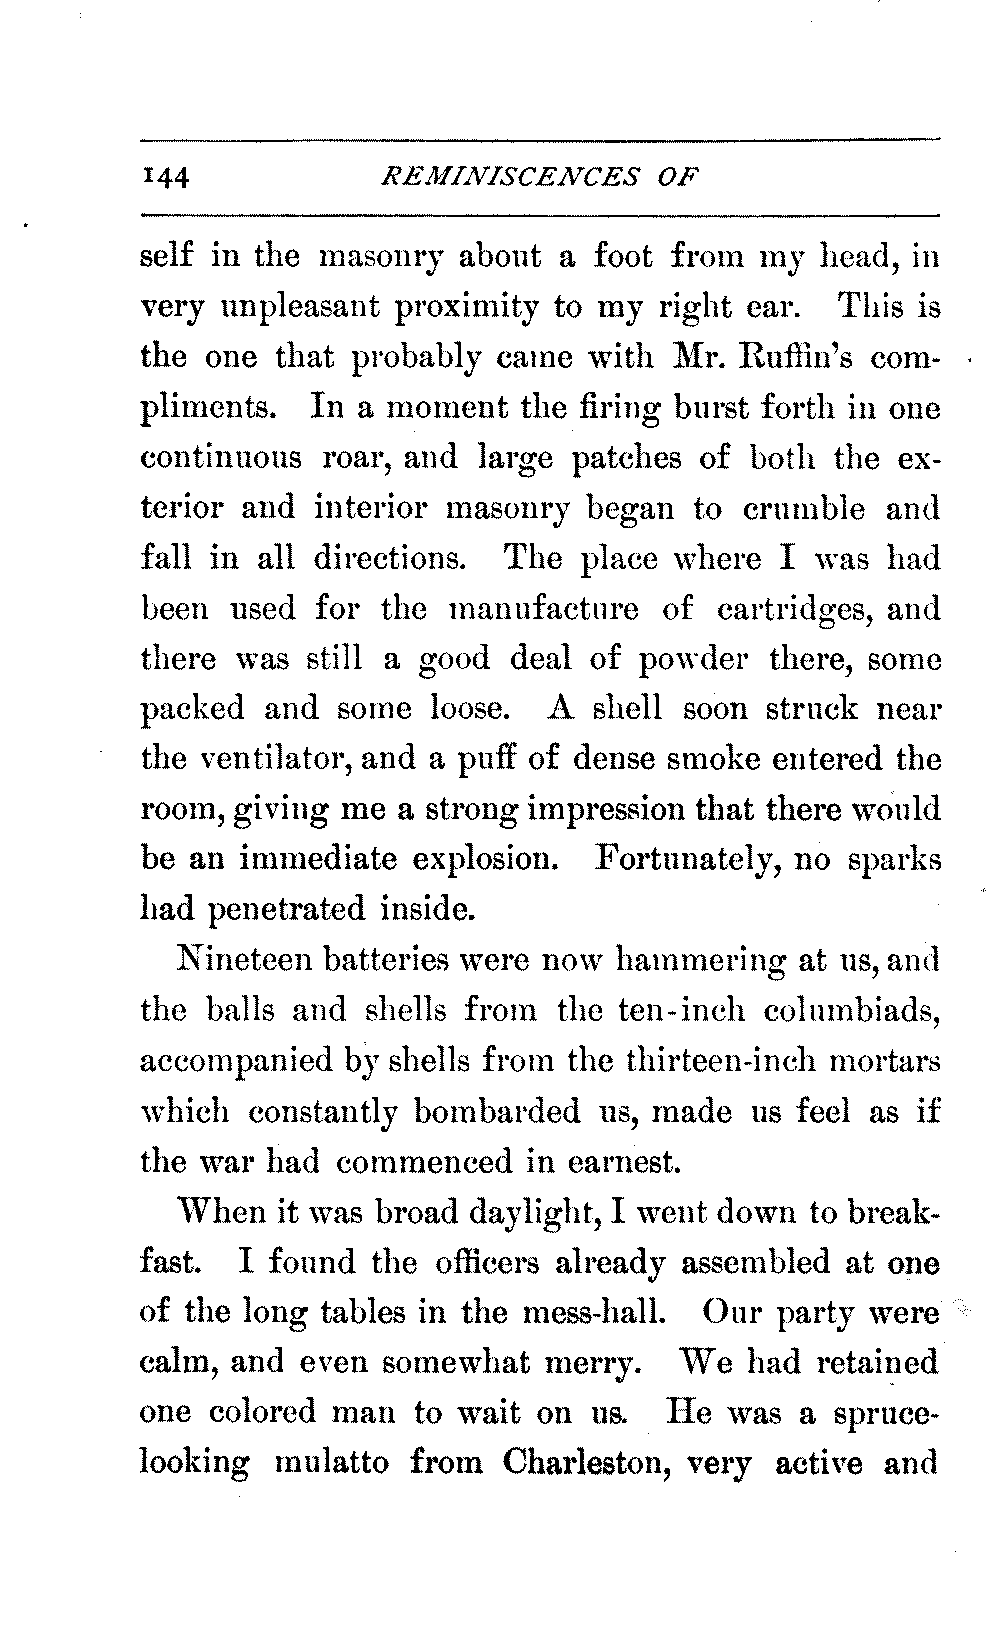 144 REMINISCENCES OF
self in the masonry about a foot from my head, in
very unpleasant proximity to my right ear. This is
the one that probably came with Mr. Ruffin's com-
pliments. In a moment the firing burst forth in one
continuous roar, and large patches of both the ex-
terior and interior masonry began to crumble and
fall in all directions. The place where I was had
been used for the manufacture of cartridges, and
there was still a good deal of powder there, some
packed and some loose. A shell soon struck near
the ventilator, and a puff of dense smoke entered the
room, giving me a strong impression that there would
be an immediate explosion. Fortunately, no sparks
had penetrated inside.
Nineteen batteries were now hammering at us, and
the balls and shells from the ten-inch columbiads,
accompanied by shells from the thirteen-inch mortars
which constantly bombarded us, made us feel as if
the war had commenced in earnest.
When it was broad daylight, I went down to break-
fast. I found the officers already assembled at one
of the long tables in the mess-hall. Our party were
calm, and even somewhat merry. We had retained
one colored man to wait on us. He was a spruce-
looking mulatto from Charleston, very active and